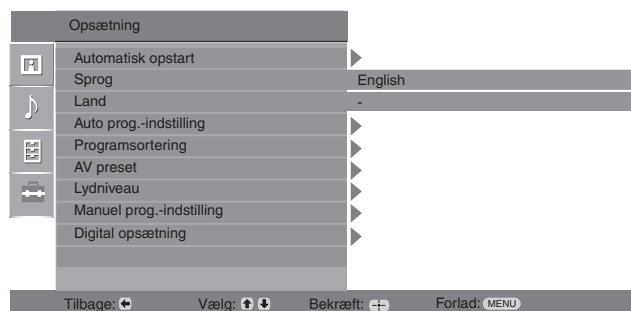 Opsætning
Automatisk opstart
Sprog English
Land -
Auto prog.-indstilling
Programsortering
AV preset
Lydniveau
Manuel prog.-indstilling
Digital opsætning
Tilbage: Vælg: Bekræft: Forlad: MENU